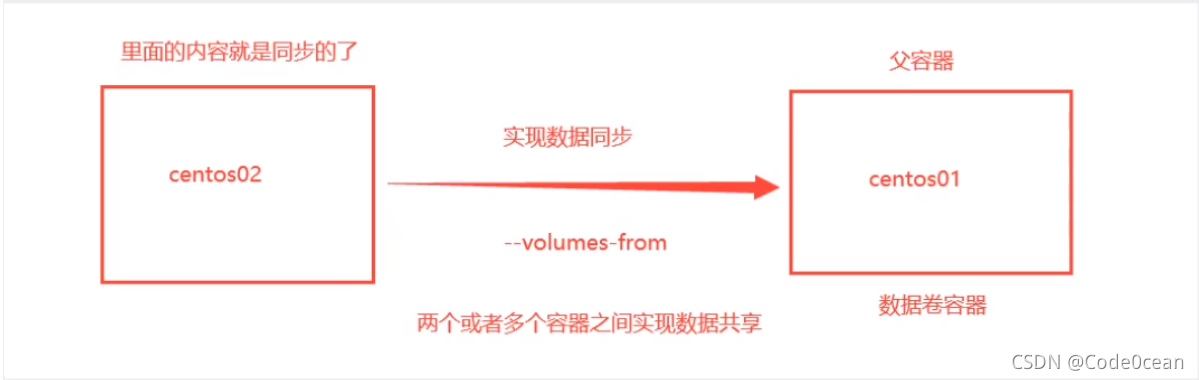 里面的内容就是同步的了
父容器
实现数据同步
centos02
centos01
--volumes-from
数据卷容器
两个或者多个容器之间实现数据共享
CSDN @Code0cean